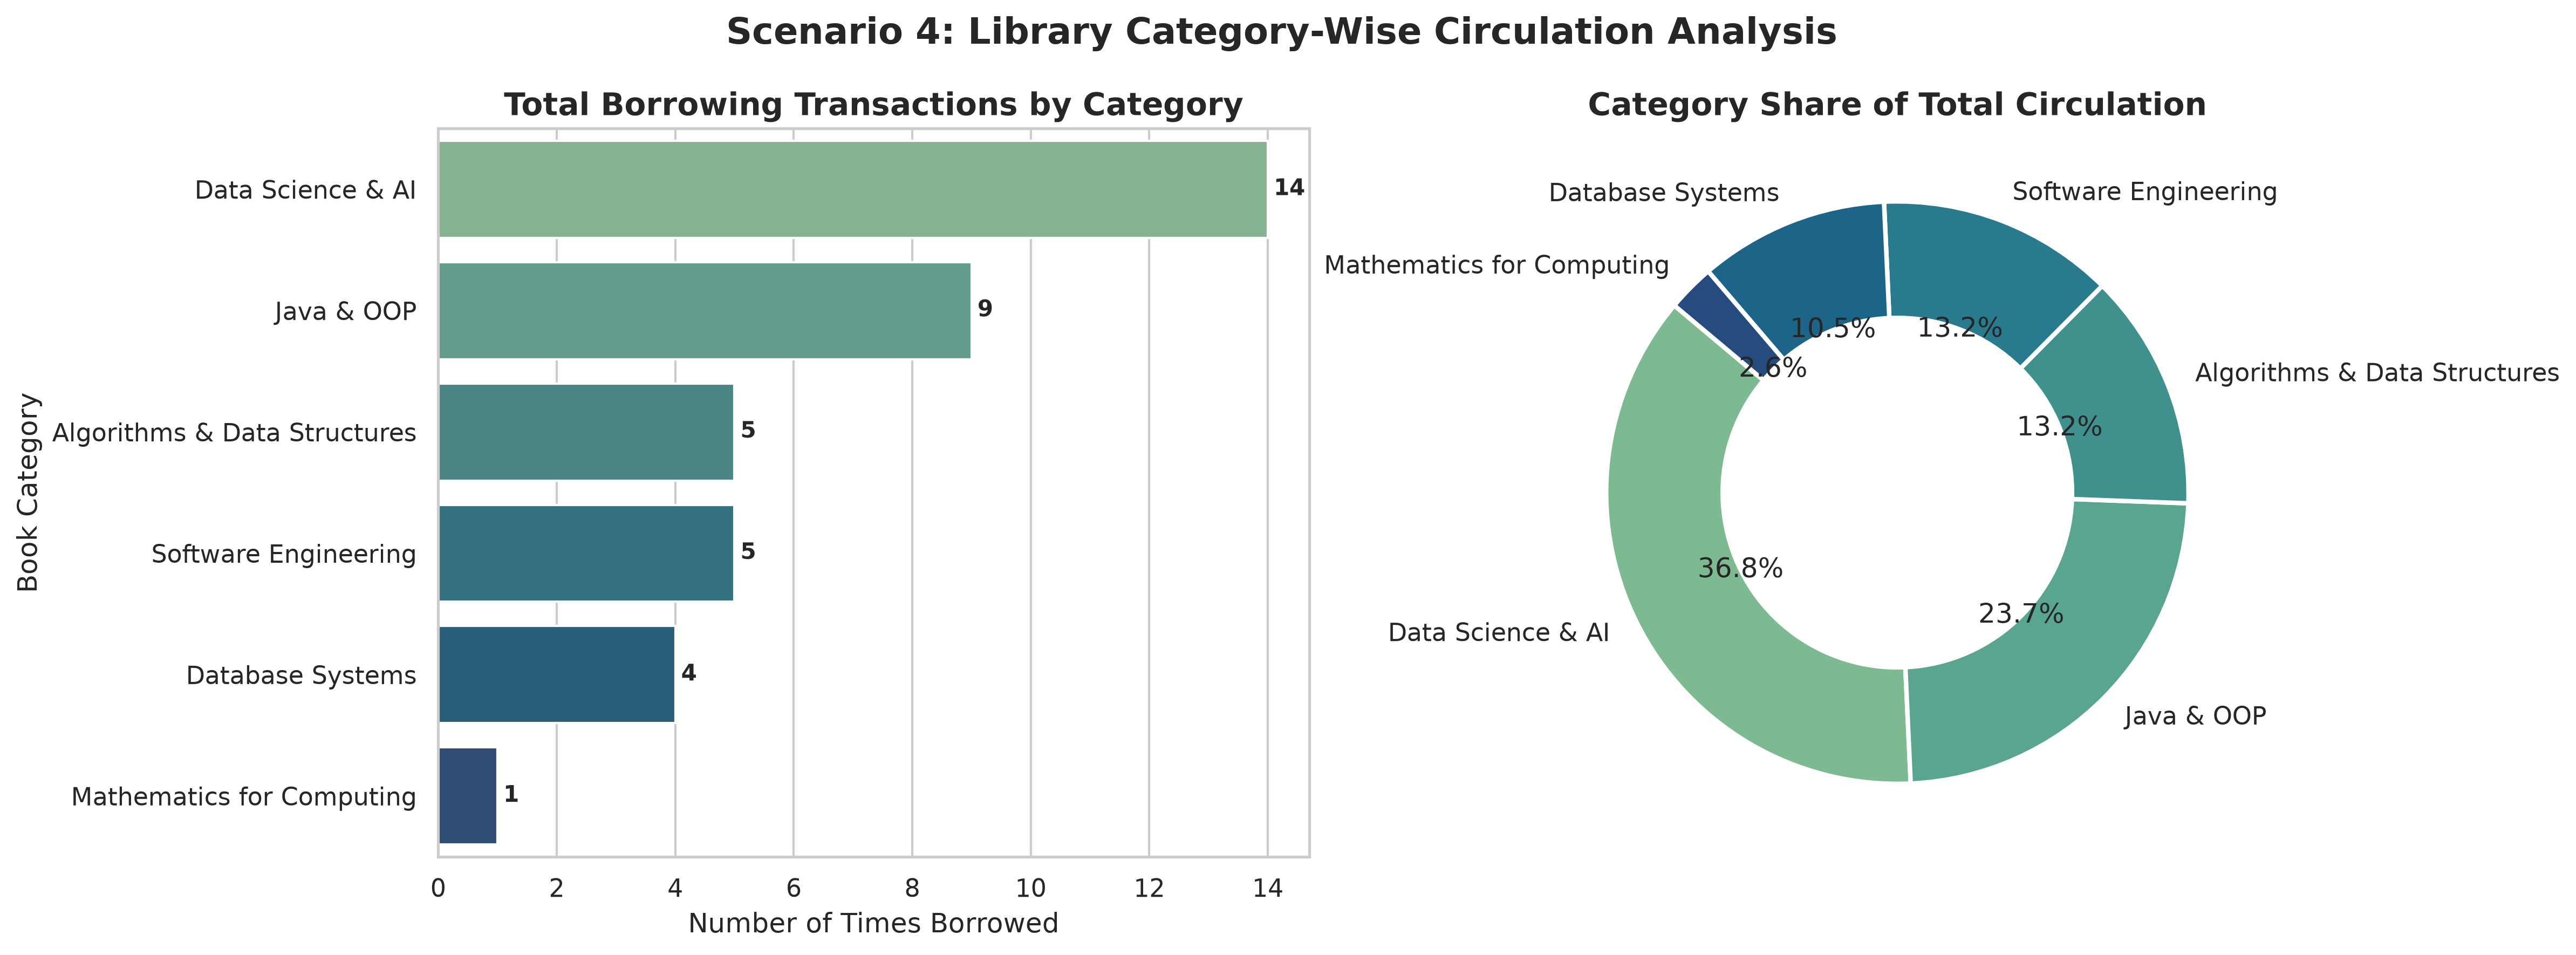 Scenario 4: Library Category-Wise Circulation Analysis
Total Borrowing Transactions by Category
Book Category
Data Science & AI
14
Java & OOP
9
Algorithms & Data Structures
5
Software Engineering
5
Database Systems
4
Mathematics for Computing
1
0 2 4 6 8 10 12 14
Number of Times Borrowed
Category Share of Total Circulation
Database Systems
10.5%
Software Engineering
13.2%
Mathematics for Computing
2.6%
Algorithms & Data Structures
13.2%
Data Science & AI
36.8%
Java & OOP
23.7%